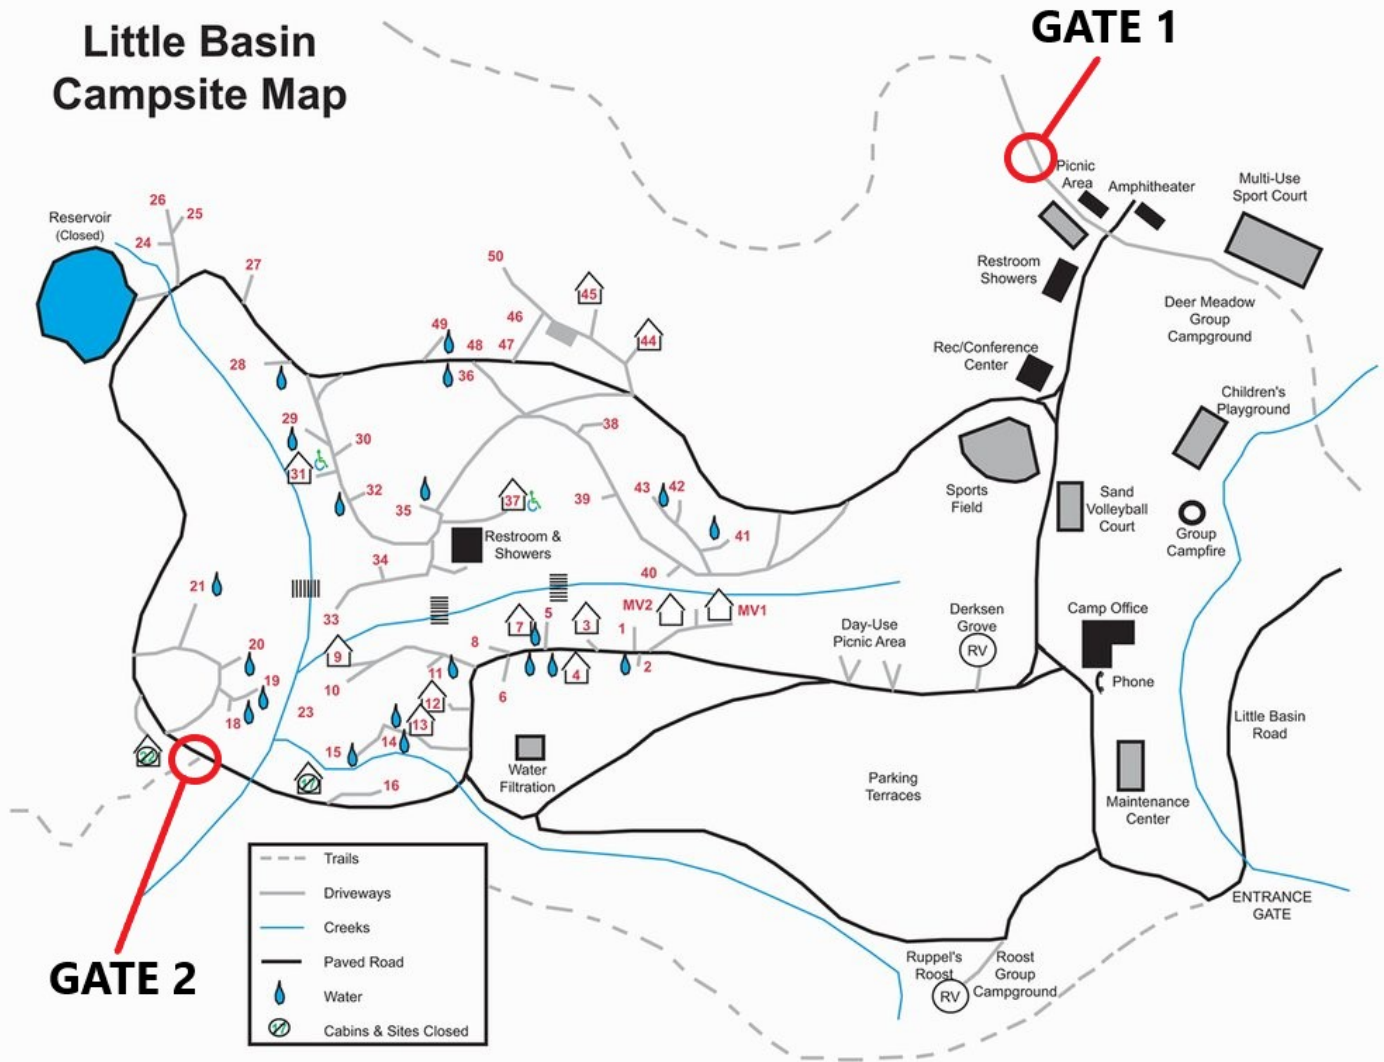 Little Basin
Campsite Map
GATE 1
Picnic
Area
Amphitheater
Multi-Use
Sport Court
Reservoir
(Closed)
26
25
24
27
50
45
Restroom
Showers
Deer Meadow
Group
Campground
46
49
48
47
44
28
36
Rec/Conference
Center
Children's
Playground
29
30
38
31
32
35
37
39
43
42
41
Sports
Field
Sand
Volleyball
Court
Group
Campfire
Restroom &
Showers
34
40
21
33
MV2
MV1
7
5
3
1
Day-Use
Picnic Area
Derksen
Grove
RV
Camp Office
Phone
20
9
8
11
4
2
19
10
6
18
23
12
13
14
15
Water
Filtration
Little Basin
Road
17
16
Parking
Terraces
Maintenance
Center
ENTRANCE
GATE
Trails
Driveways
Creeks
Paved Road
Water
17
Cabins & Sites Closed
GATE 2
Ruppel's
Roost
RV
Roost
Group
Campground